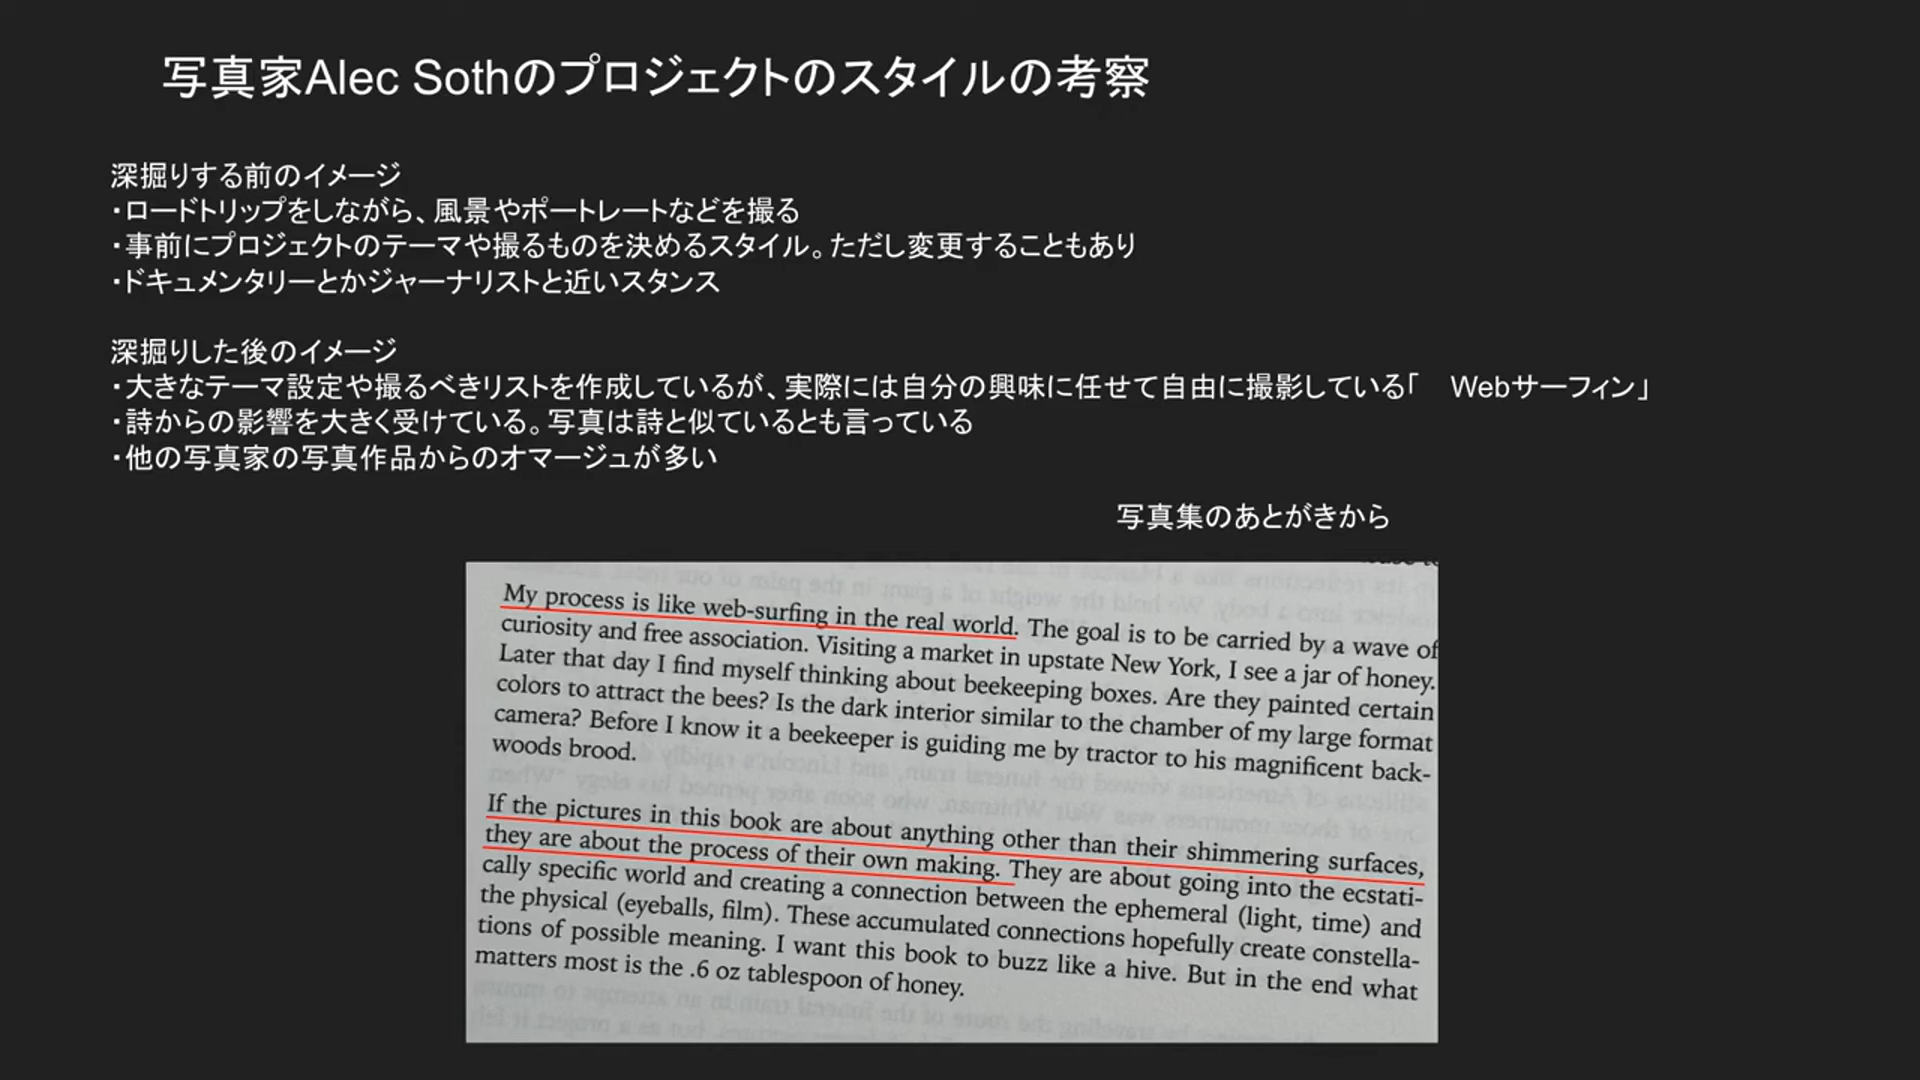 写真家Alec Sothのプロジェクトのスタイルの考察
深掘りする前のイメージ
・ロードトリップをしながら、風景やポートレートなどを撮る
・事前にプロジェクトのテーマや撮るものを決めるスタイル。ただし変更することもあり
・ドキュメンタリーとかジャーナリストと近いスタンス
深掘りした後のイメージ
・大きなテーマ設定や撮るべきリストを作成しているが、実際には自分の興味に任せて自由に撮影している「　Webサーフィン」
・詩からの影響を大きく受けている。写真は詩と似ているとも言っている
・他の写真家の写真作品からのオマージュが多い
写真集のあとがきから
My process is like web-surfing in the real world. The goal is to be carried by a wave of
curiosity and free association. Visiting a market in upstate New York, I see a jar of honey.
Later that day I find myself thinking about beekeeping boxes. Are they painted certain
colors to attract the bees? Is the dark interior similar to the chamber of my large format
camera? Before I know it a beekeeper is guiding me by tractor to his magnificent back-
woods brood.
If the pictures in this book are about anything other than their shimmering surfaces,
they are about the process of their own making. They are about going into the ecstati-
cally specific world and creating a connection between the ephemeral (light, time) and
the physical (eyeballs, film). These accumulated connections hopefully create constella-
tions of possible meaning. I want this book to buzz like a hive. But in the end what
matters most is the .6 oz tablespoon of honey.